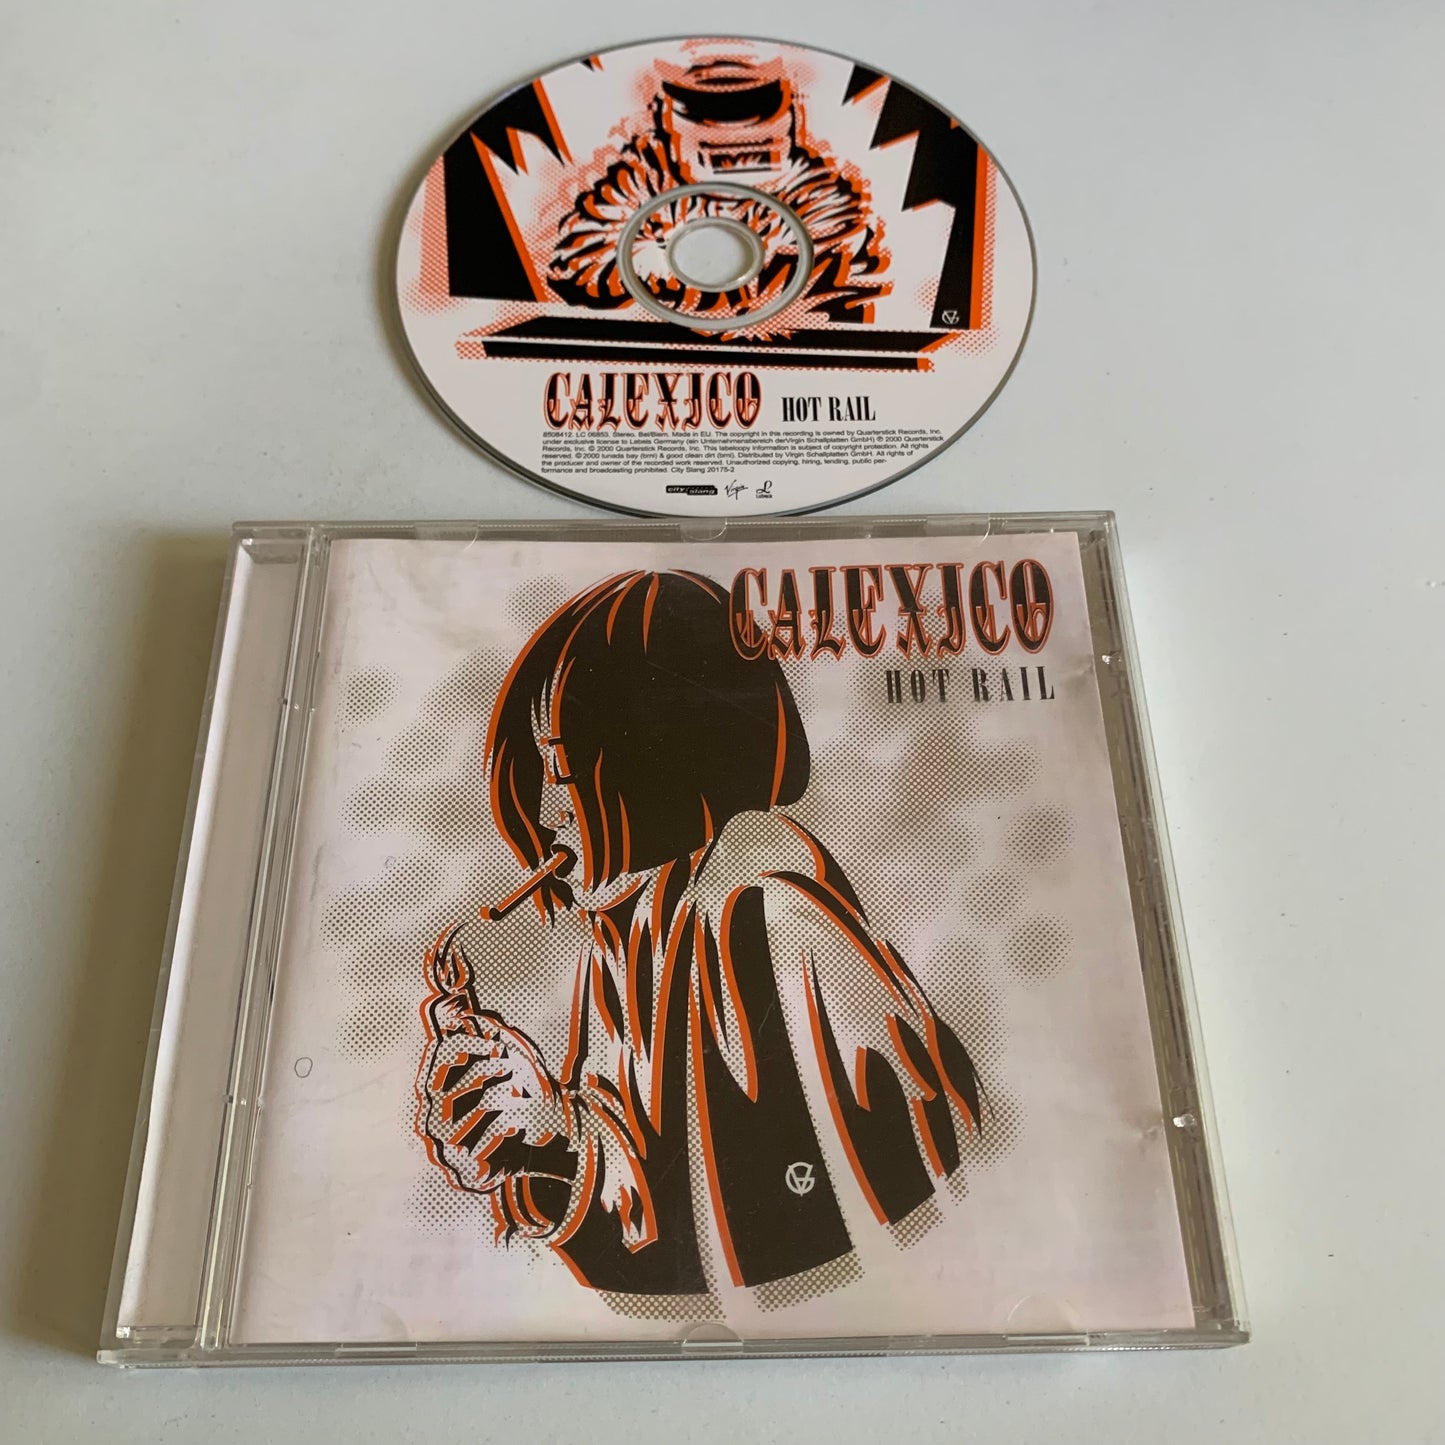 CALEXICO HOT RAIL
8508412. LC 06853. Stereo. Bel/Biem. Made in EU. The copyright in this recording is owned by Quarterstick Records, Inc.
under exclusive license to Labels Germany (ein Unternehmensbereich derVirgin Schallplatten GmbH) ℗ 2000 Quarterstick
Records, Inc. © 2000 Quarterstick Records, Inc. This labelcopy information is subject of copyright protection. All rights
reserved. © 2000 lunada bay (bmi) & good clean dirt (bmi). Distributed by Virgin Schallplatten GmbH. All rights of
the producer and owner of the recorded work reserved. Unauthorized copying, hiring, lending, public per-
formance and broadcasting prohibited. City Slang 20175-2
city slang Virgin Labels
CALEXICO
HOT RAIL